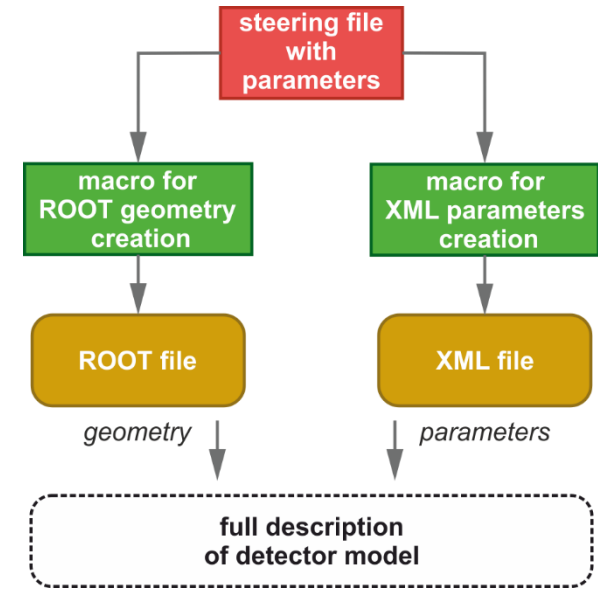 steering file
with
parameters
macro for
ROOT geometry
creation
macro for
XML parameters
creation
ROOT file
XML file
geometry
parameters
full description
of detector model